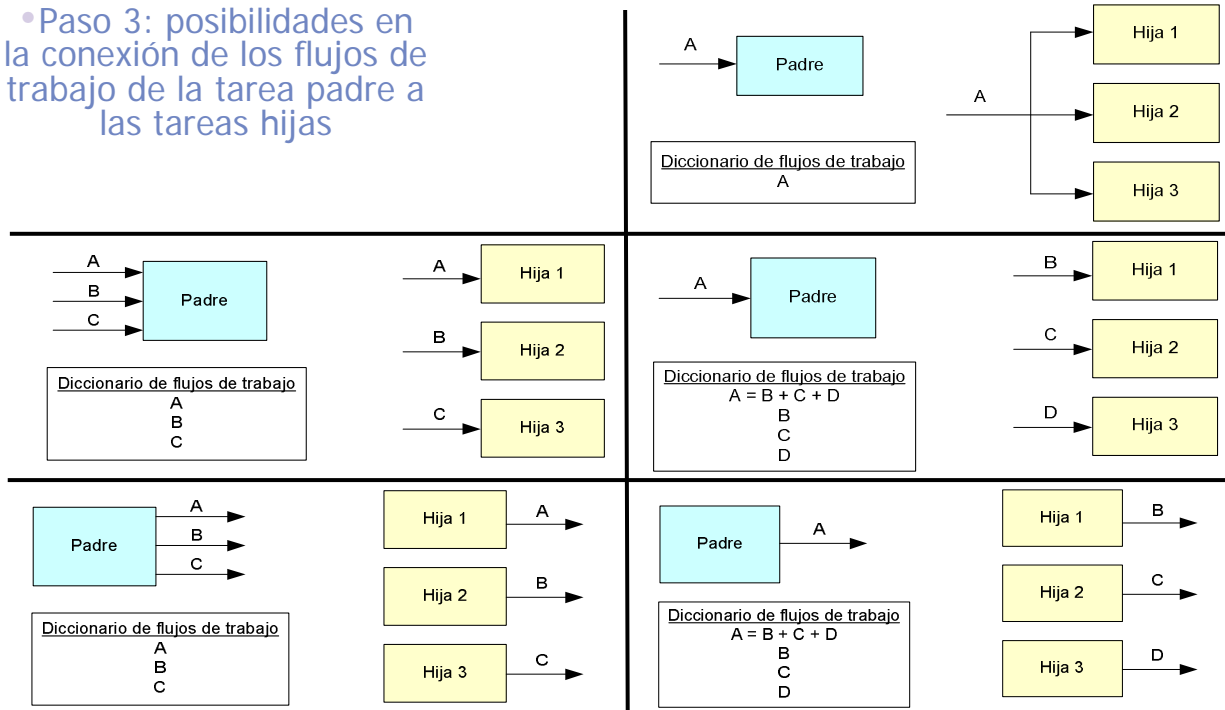 •Paso 3: posibilidades en
la conexión de los flujos de
trabajo de la tarea padre a
las tareas hijas
A
Padre
Diccionario de flujos de trabajo
A
A
Hija 1
Hija 2
Hija 3
A
B
C
Padre
Diccionario de flujos de trabajo
A
B
C
A
Hija 1
B
Hija 2
C
Hija 3
A
Padre
Diccionario de flujos de trabajo
A = B + C + D
B
C
D
B
Hija 1
C
Hija 2
D
Hija 3
Padre
A
B
C
Diccionario de flujos de trabajo
A
B
C
Hija 1
A
Hija 2
B
Hija 3
C
Padre
A
Diccionario de flujos de trabajo
A = B + C + D
B
C
D
Hija 1
B
Hija 2
C
Hija 3
D